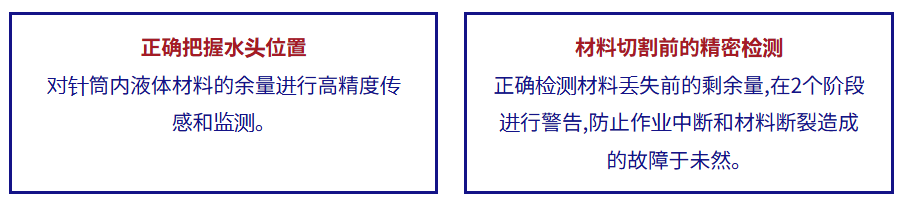 正确把握水头位置
对针筒内液体材料的余量进行高精度传
感和监测。
材料切割前的精密检测
正确检测材料丢失前的剩余量,在2个阶段
进行警告,防止作业中断和材料断裂造成
的故障于未然。